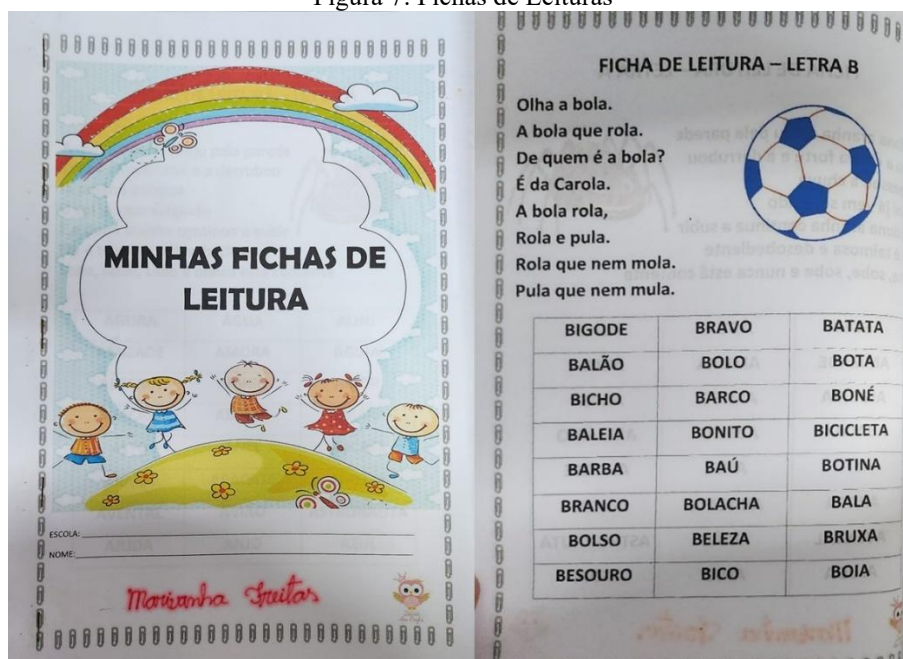 Figura 7: Fichas de Leituras
MINHAS FICHAS DE
LEITURA
ESCOLA:
NOME:
Freitas
FICHA DE LEITURA – LETRA B
Olha a bola.
A bola que rola.
De quem é a bola?
É da Carola.
A bola rola,
Rola e pula.
Rola que nem mola.
Pula que nem mula.
BIGODE BRAVO BATATA
BALÃO BOLO BOTA
BICHO BARCO BONÉ
BALEIA BONITO BICICLETA
BARBA BAÚ BOTINA
BRANCO BOLACHA BALA
BOLSO BELEZA BRUXA
BESOURO BICO BOIA